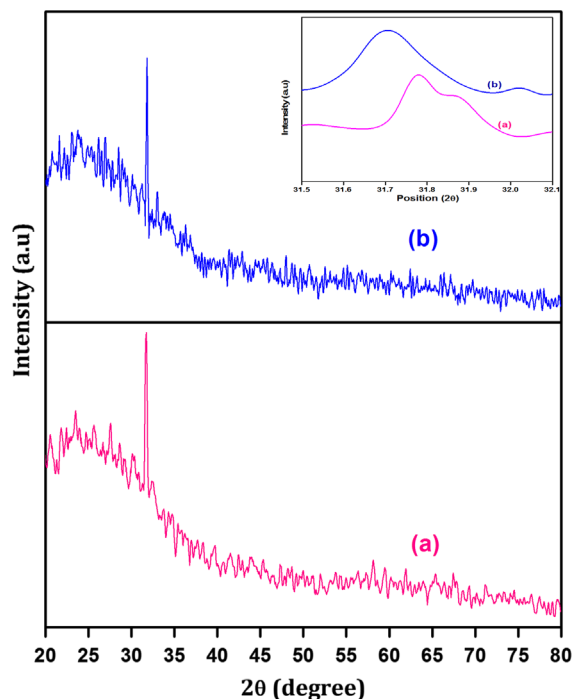 Intensity (a.u)
(b)
(a)
20 25 30 35 40 45 50 55 60 65 70 75 80
2θ (degree)
Intensity (a.u)
(b)
(a)
31.5 31.6 31.7 31.8 31.9 32.0 32.1
Position (2θ)